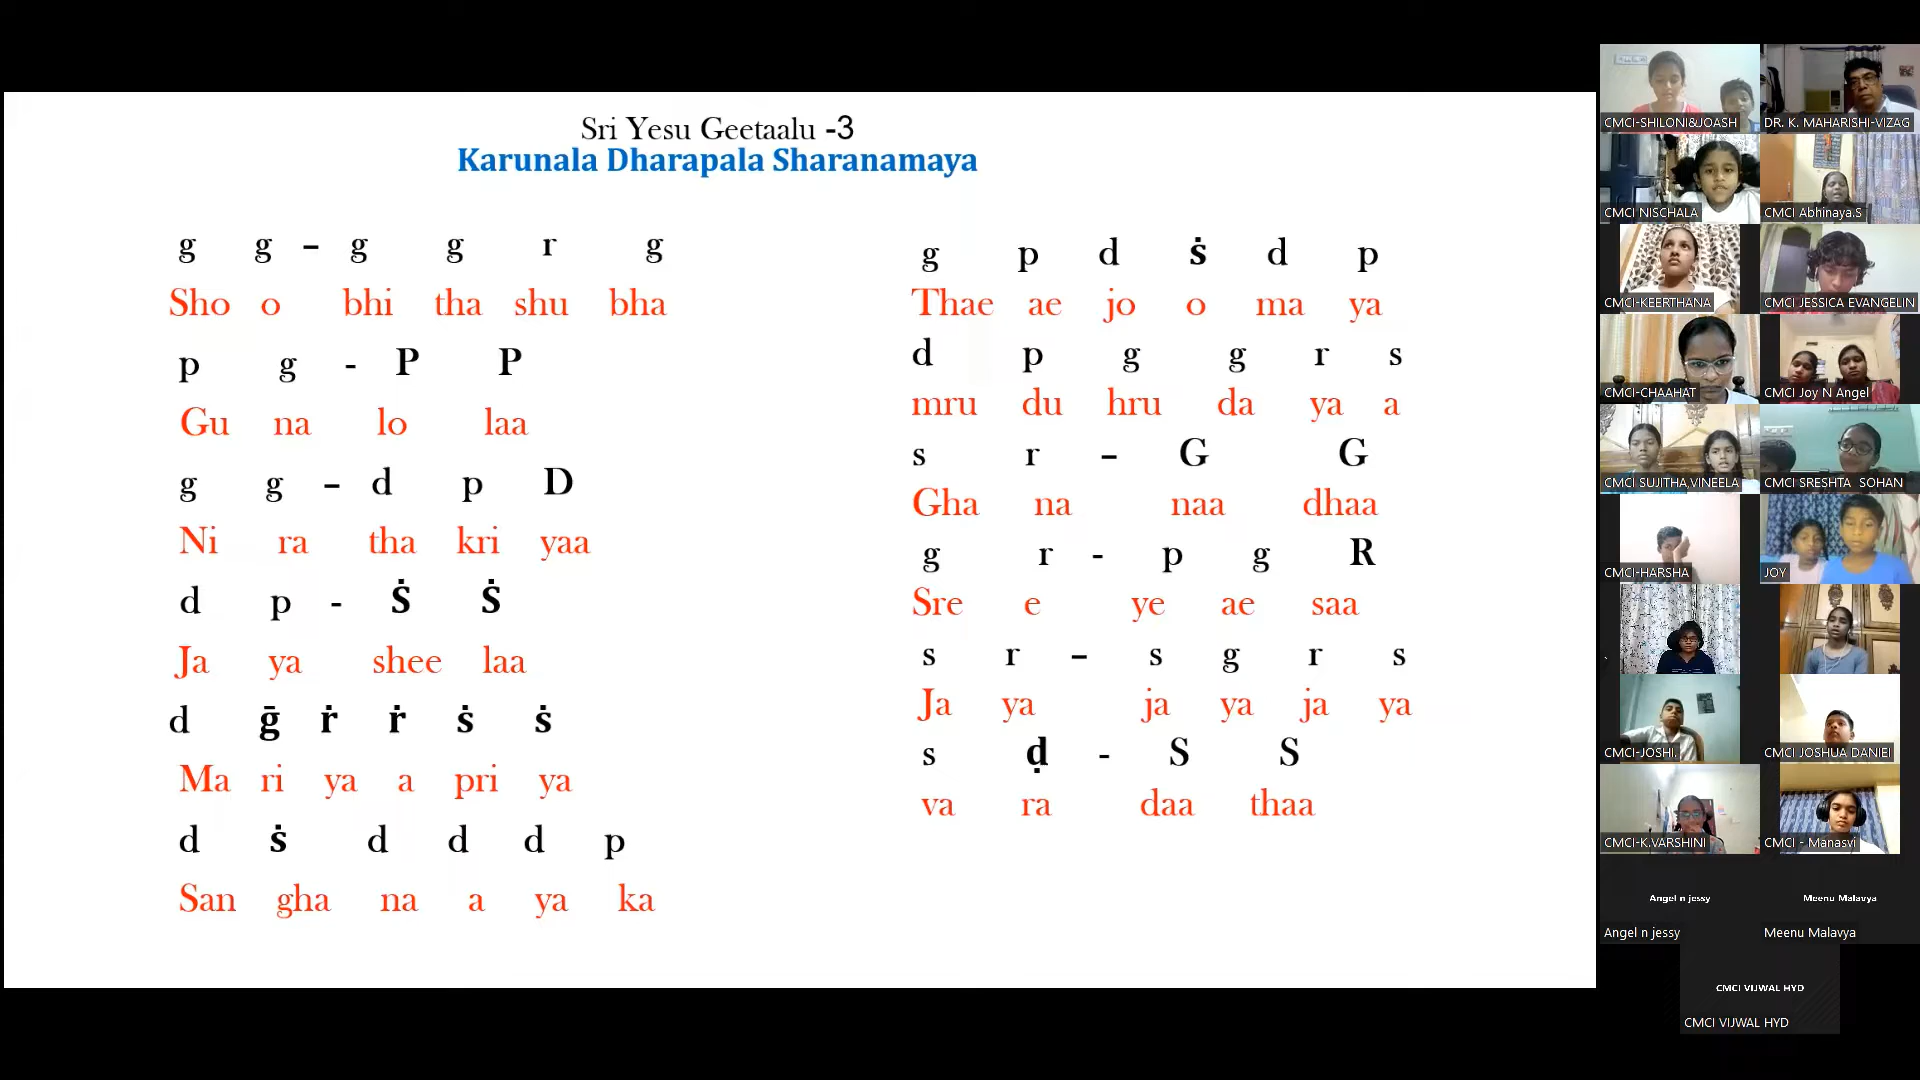 Sri Yesu Geetaalu -3
Karunala Dharapala Sharanamaya
g g – g g r g
Sho o bhi tha shu bha
p g - P P
Gu na lo laa
g g – d p D
Ni ra tha kri yaa
d p - Ṡ Ṡ
Ja ya shee laa
d ḡ ṙ ṙ ṡ ṡ
Ma ri ya a pri ya
d ṡ d d d p
San gha na a ya ka
g p d ṡ d p
Thae ae jo o ma ya
d p g g r s
mru du hru da ya a
s r – G G
Gha na naa dhaa
g r - p g R
Sre e ye ae saa
s r – s g r s
Ja ya ja ya ja ya
s ḍ - S S
va ra daa thaa
CMCI-SHILONI&JOASH
DR. K. MAHARISHI-VIZAG
CMCI NISCHALA
CMCI Abhinaya.S
CMCI-KEERTHANA
CMCI JESSICA EVANGELIN
CMCI-CHAAHAT
CMCI Joy N Angel
CMCI SUJITHA,VINEELA
CMCI SRESHTA SOHAN
CMCI-HARSHA
JOY
CMCI-JOSHI.
CMCI JOSHUA DANIEl
CMCI-K.VARSHINI
CMCI - Manasvi
Angel n jessy
Meenu Malavya
Angel n jessy
Meenu Malavya
CMCI VIJWAL HYD
CMCI VIJWAL HYD